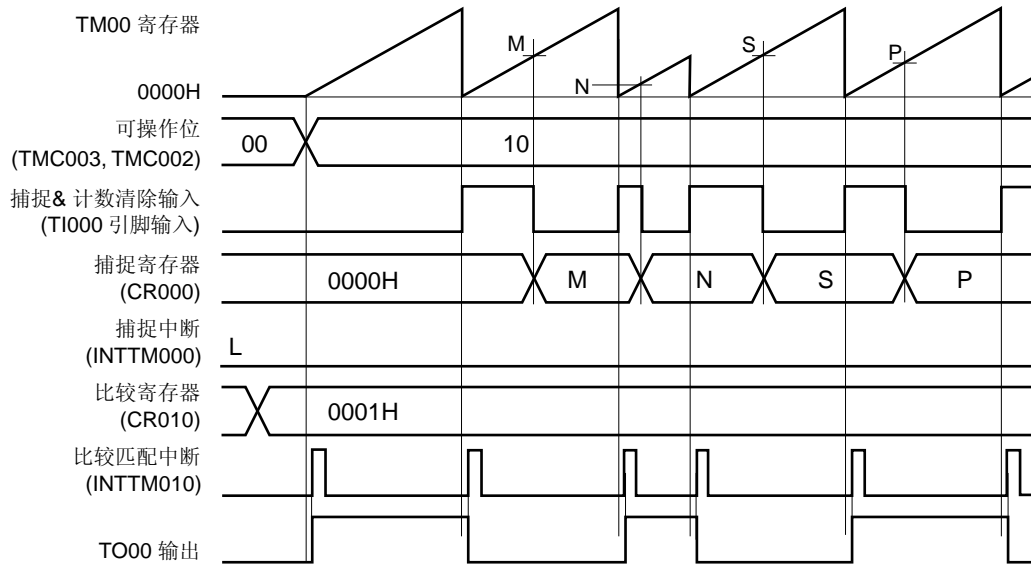 TM00 寄存器
M
S
P
N
0000H
可操作位
(TMC003, TMC002)
00
10
捕捉& 计数清除输入
(TI000 引脚输入)
捕捉寄存器
(CR000)
0000H
M
N
S
P
捕捉中断
(INTTM000)
L
比较寄存器
(CR010)
0001H
比较匹配中断
(INTTM010)
TO00 输出